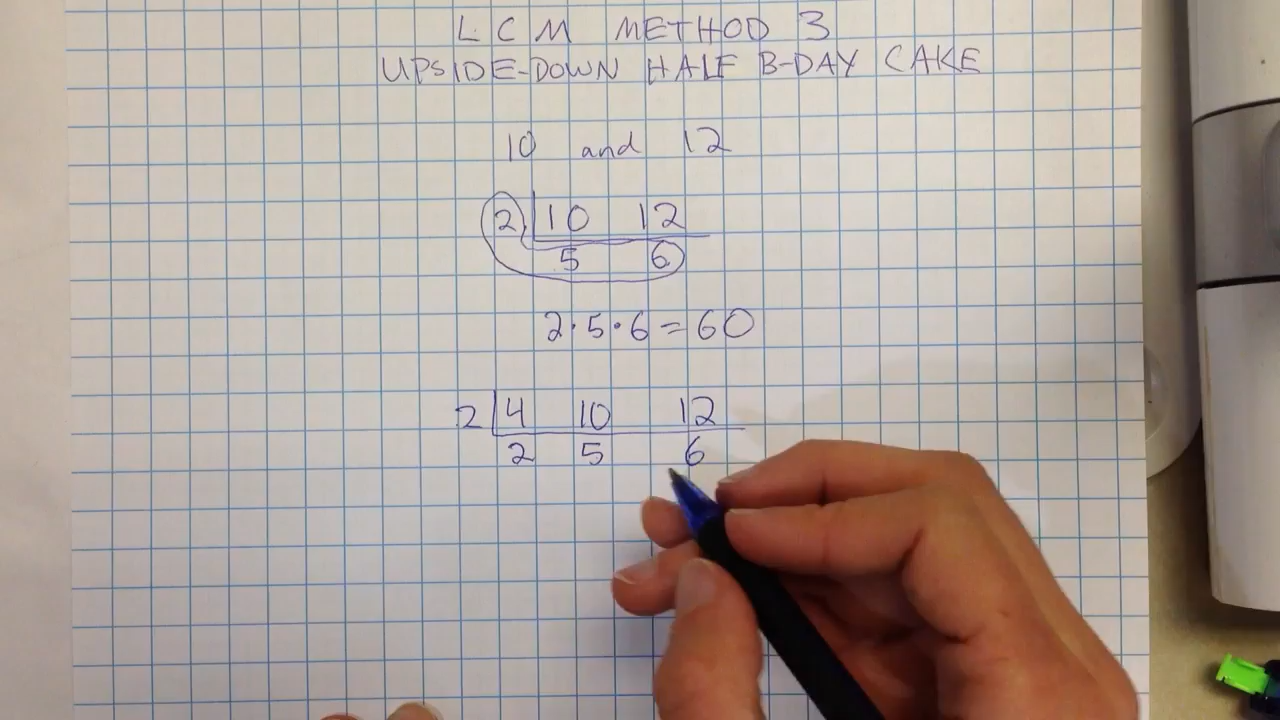 LCM METHOD 3
UPSIDE-DOWN HALF B-DAY CAKE
10 and 12
2 10 12
5 6
2·5·6=60
2 4 10 12
2 5 6